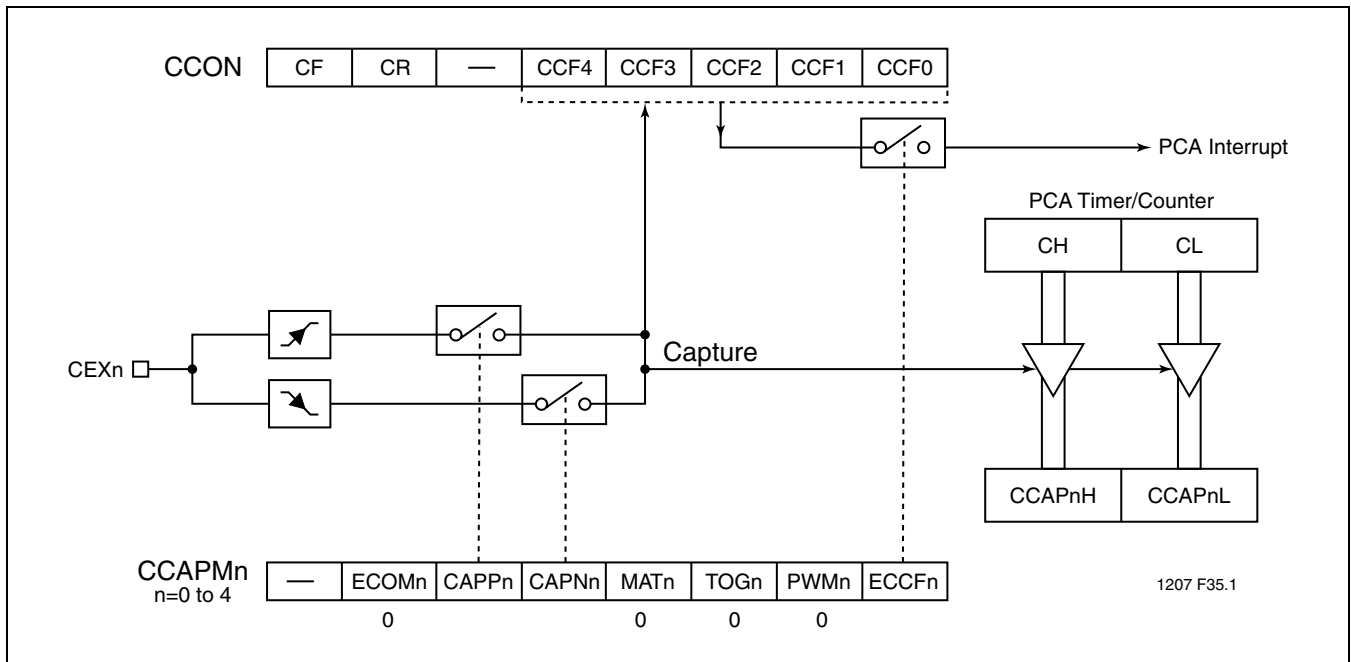 CCON CF CR — CCF4 CCF3 CCF2 CCF1 CCF0
PCA Interrupt
PCA Timer/Counter
CH CL
CEXn
Capture
CCAPnH CCAPnL
CCAPMn — ECOMn CAPPn CAPNn MATn TOGn PWMn ECCFn
n=0 to 4
0 0 0 0
1207 F35.1